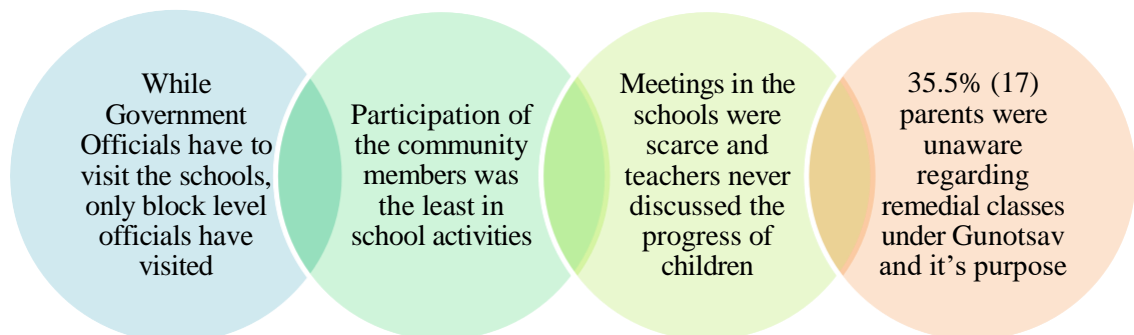 While
Government
Officials have to
visit the schools,
only block level
officials have
visited
Participation of
the community
members was
the least in
school activities
Meetings in the
schools were
scarce and
teachers never
discussed the
progress of
children
35.5% (17)
parents were
unaware
regarding
remedial classes
under Gunotsav
and it's purpose